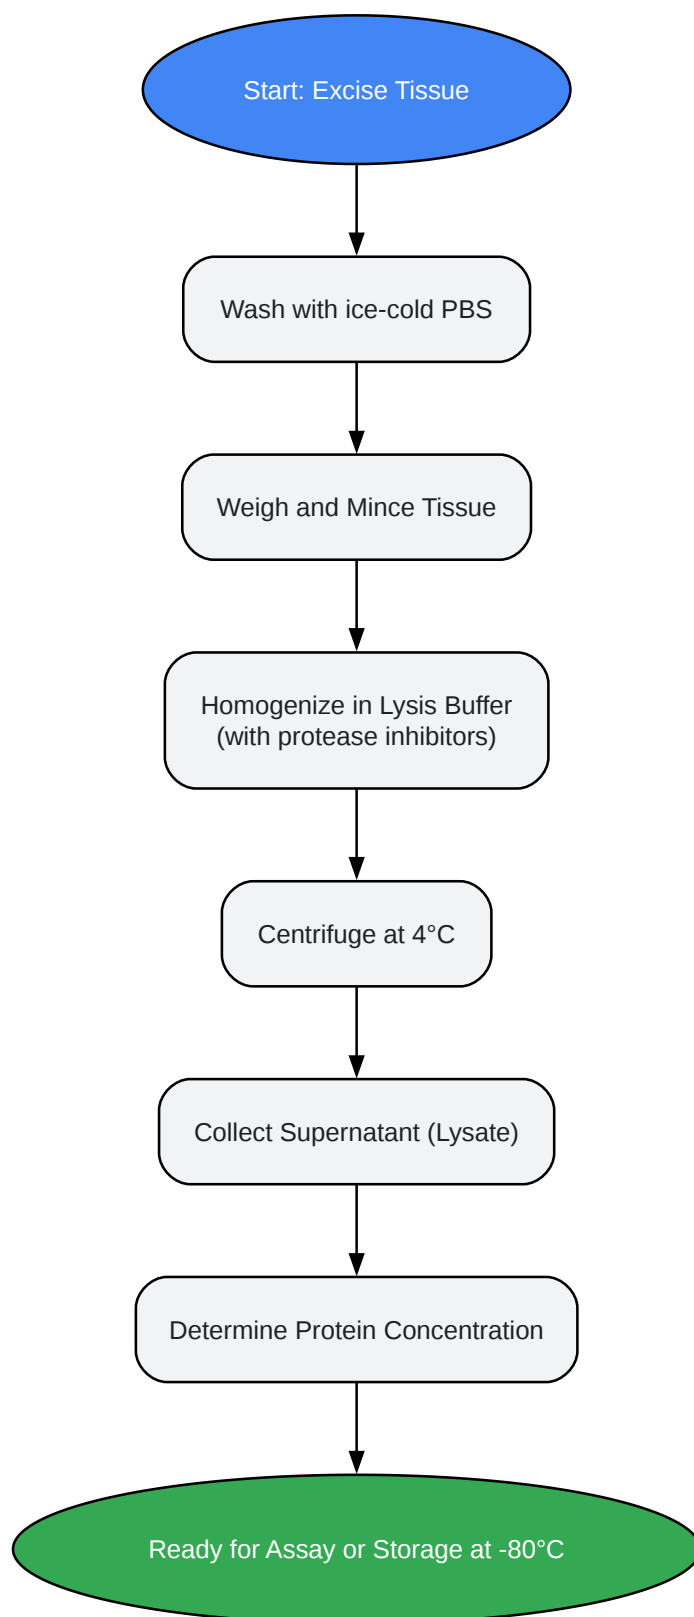 Start: Excise Tissue
Wash with ice-cold PBS
Weigh and Mince Tissue
Homogenize in Lysis Buffer
(with protease inhibitors)
Centrifuge at 4°C
Collect Supernatant (Lysate)
Determine Protein Concentration
Ready for Assay or Storage at -80°C